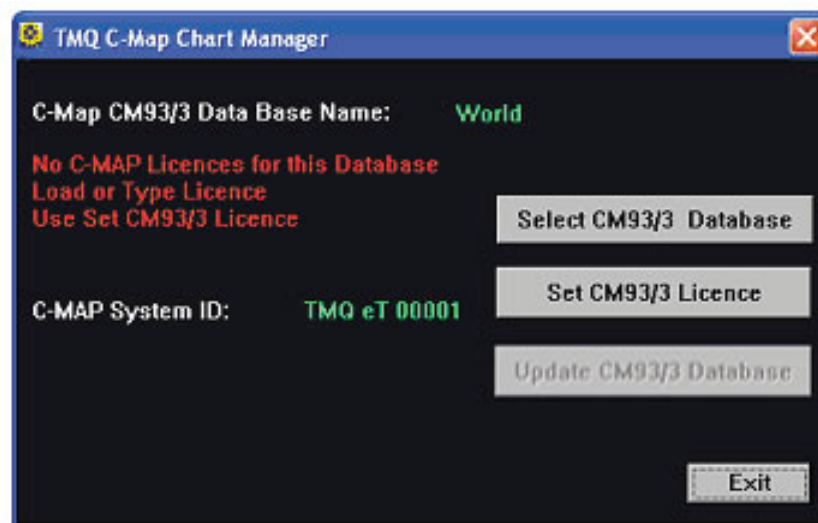 TMQ C-Map Chart Manager
C-Map CM93/3 Data Base Name: World
No C-MAP Licences for this Database
Load or Type Licence
Use Set CM93/3 Licence
Select CM93/3 Database
Set CM93/3 Licence
C-MAP System ID: TMQ eT 00001
Update CM93/3 Database
Exit